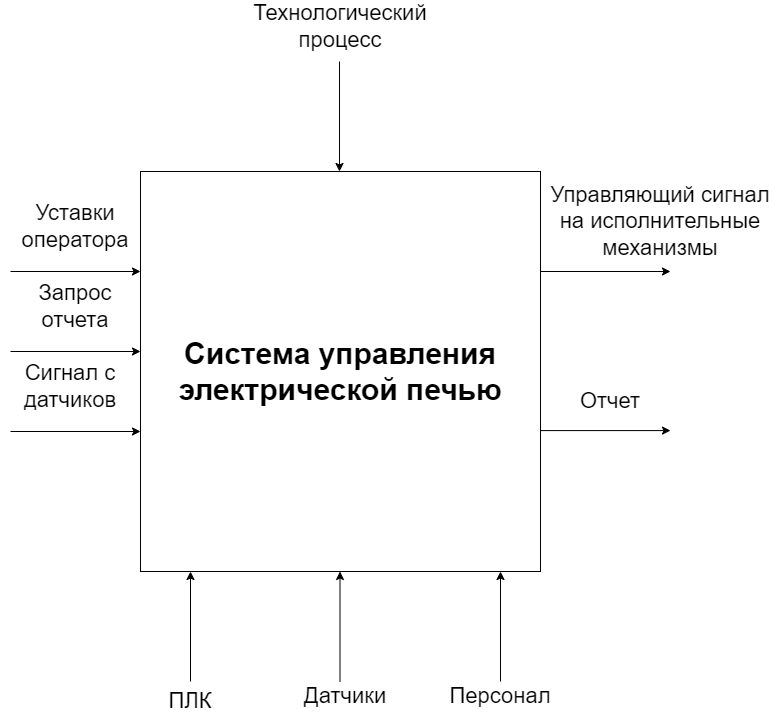 Технологический
процесс
Уставки
оператора
Управляющий сигнал
на исполнительные
механизмы
Запрос
отчета
Система управления
электрической печью
Сигнал с
датчиков
Отчет
ПЛК
Датчики
Персонал